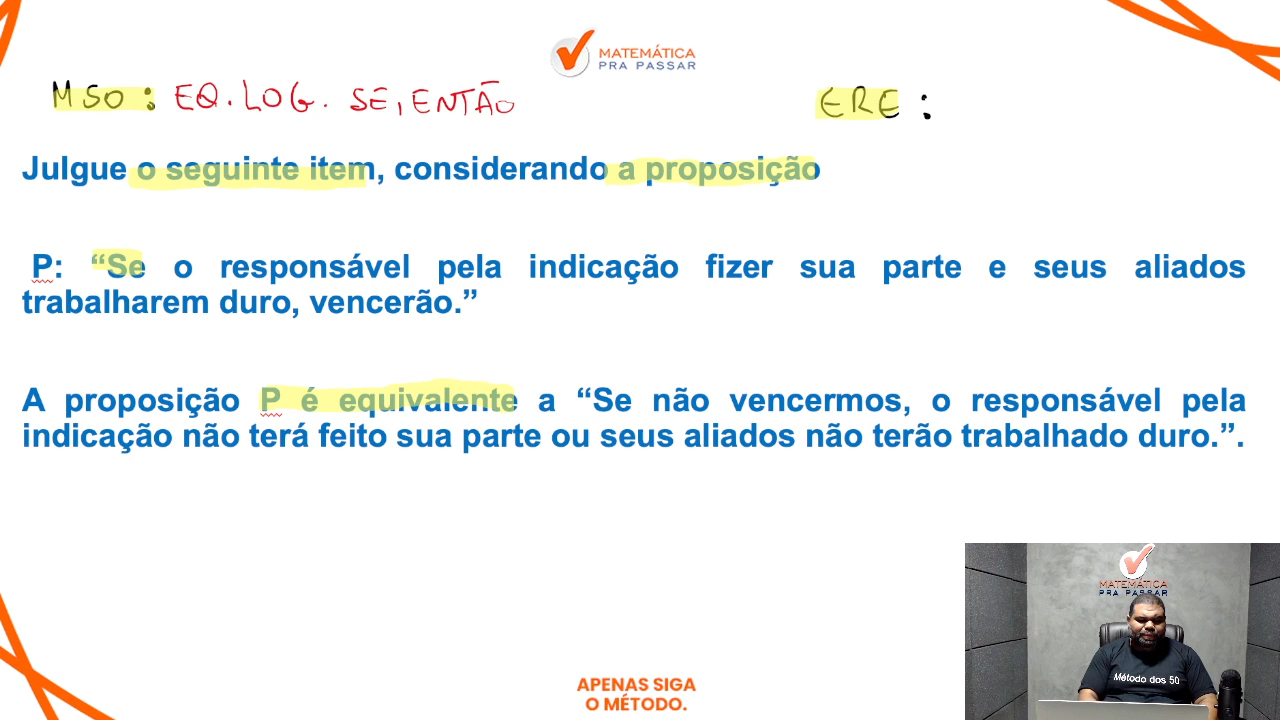 MATEMÁTICA
PRA PASSAR
MSO : EQ. LOG. SE, ENTÃO
ERE :
Julgue o seguinte item, considerando a proposição
P: “Se o responsável pela indicação fizer sua parte e seus aliados
trabalharem duro, vencerão.”
A proposição P é equivalente a “Se não vencermos, o responsável pela
indicação não terá feito sua parte ou seus aliados não terão trabalhado duro.”.
MATEMÁTICA
PRA PASSAR
Método dos 50
APENAS SIGA
O MÉTODO.